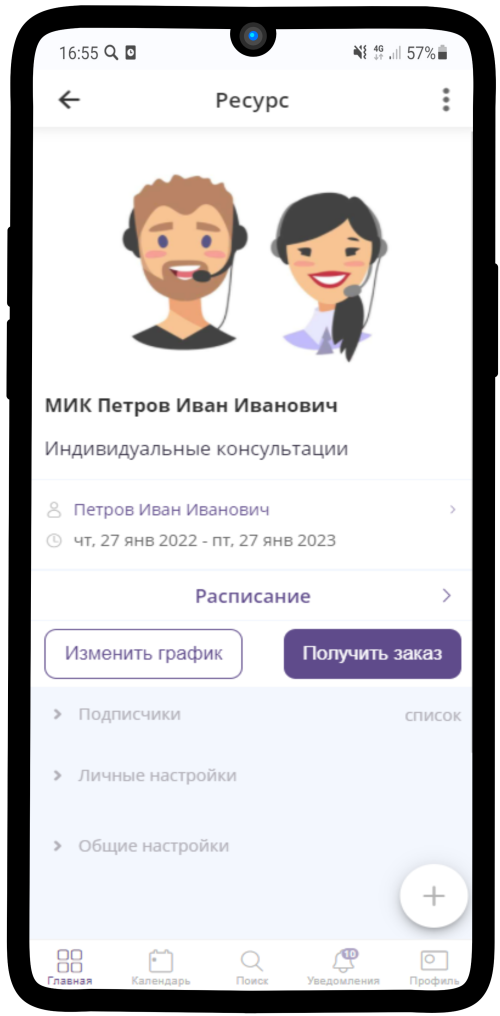 16:55 4G 57%
Ресурс
МИК Петров Иван Иванович
Индивидуальные консультации
Петров Иван Иванович
чт, 27 янв 2022 - пт, 27 янв 2023
Расписание
Изменить график Получить заказ
Подписчики список
Личные настройки
Общие настройки
10
Главная Календарь Поиск Уведомления Профиль